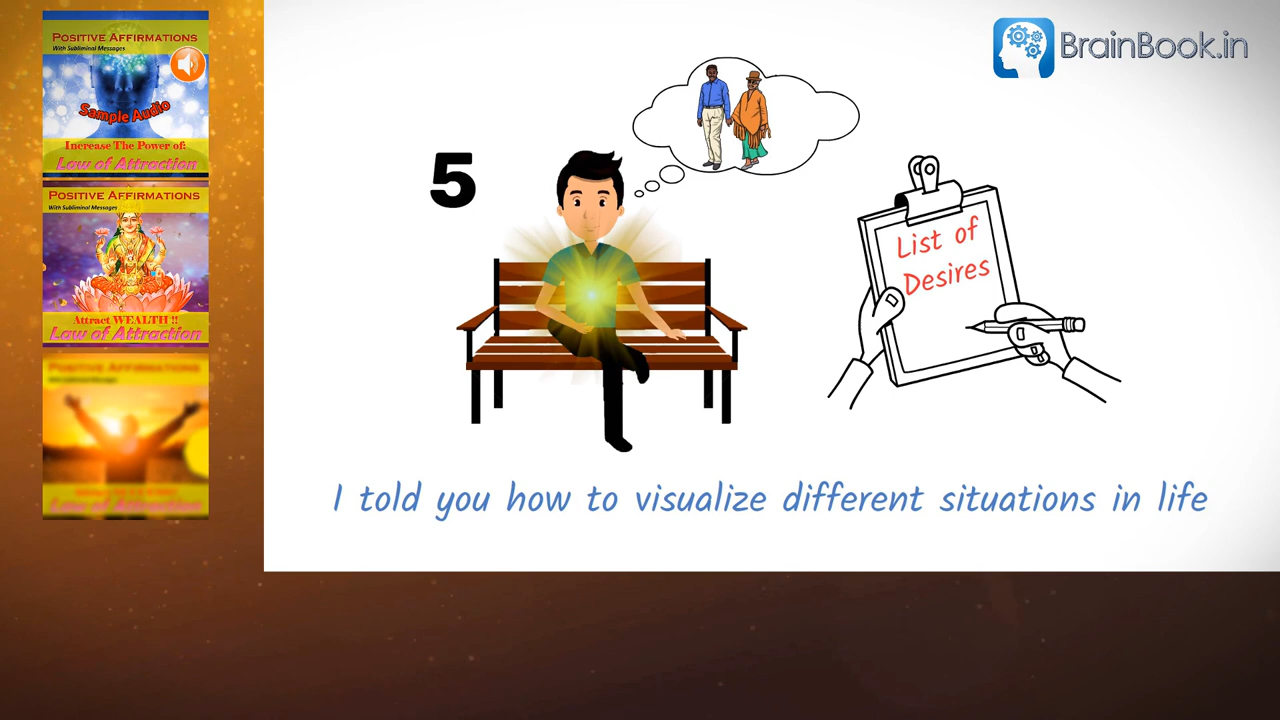 POSITIVE AFFIRMATIONS
With Subliminal Messages
Sample Audio
Increase The Power of:
Law of Attraction
POSITIVE AFFIRMATIONS
With Subliminal Messages
Attract WEALTH !!
Law of Attraction
POSITIVE AFFIRMATIONS
Law of Attraction
BrainBook.in
5
List of
Desires
I told you how to visualize different situations in life